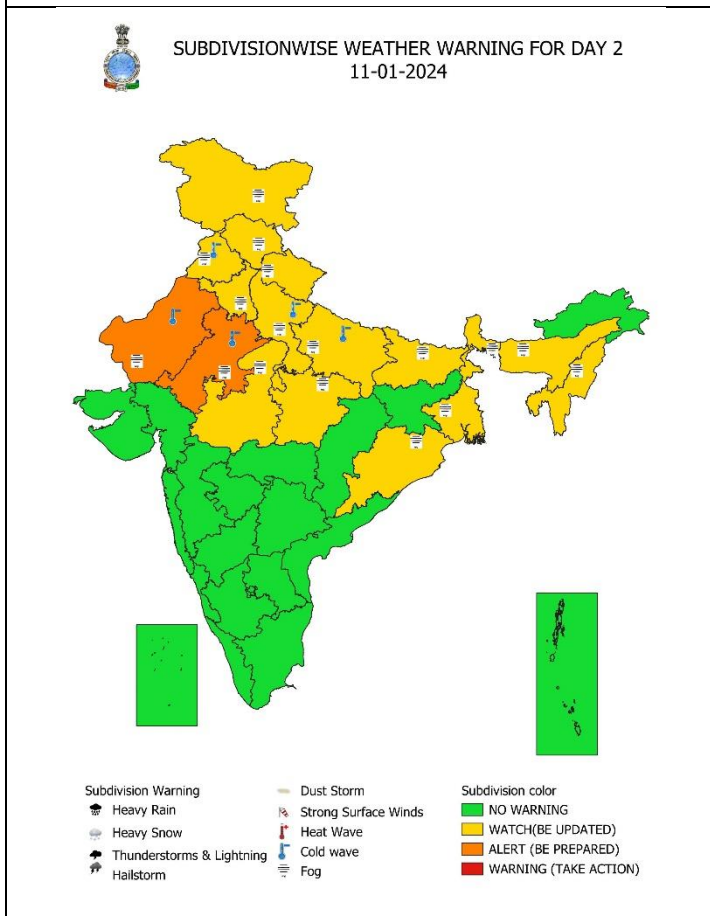 SUBDIVISIONWISE WEATHER WARNING FOR DAY 2
11-01-2024
Subdivision Warning
Heavy Rain
Heavy Snow
Thunderstorms & Lightning
Hailstorm
Dust Storm
Strong Surface Winds
Heat Wave
Cold wave
Fog
Subdivision color
NO WARNING
WATCH(BE UPDATED)
ALERT (BE PREPARED)
WARNING (TAKE ACTION)